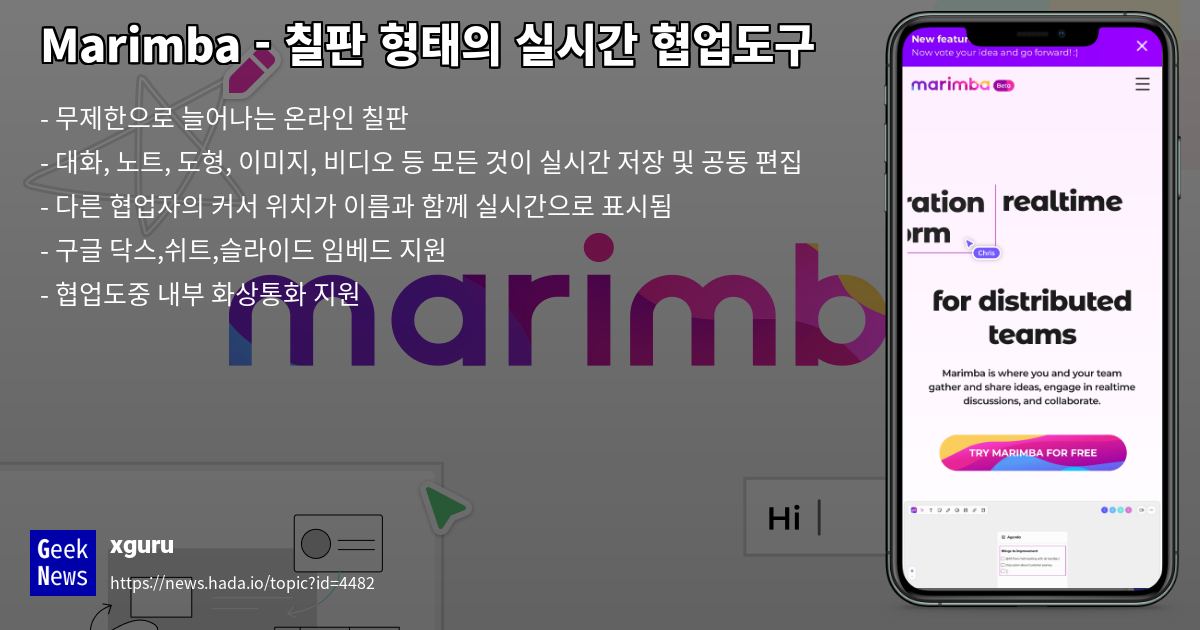 Marimba - 칠판 형태의 실시간 협업도구
- 무제한으로 늘어나는 온라인 칠판
- 대화, 노트, 도형, 이미지, 비디오 등 모든 것이 실시간 저장 및 공동 편집
- 다른 협업자의 커서 위치가 이름과 함께 실시간으로 표시됨
- 구글 닥스,쉬트,슬라이드 임베드 지원
- 협업도중 내부 화상통화 지원
marimb
Hi
Geek
News
xguru
https://news.hada.io/topic?id=4482
New featur
Now vote your idea and go forward! :]
marimba Beta
ration realtime
orm
Chris
for distributed
teams
Marimba is where you and your team
gather and share ideas, engage in realtime
discussions, and collaborate.
TRY MARIMBA FOR FREE
Agenda